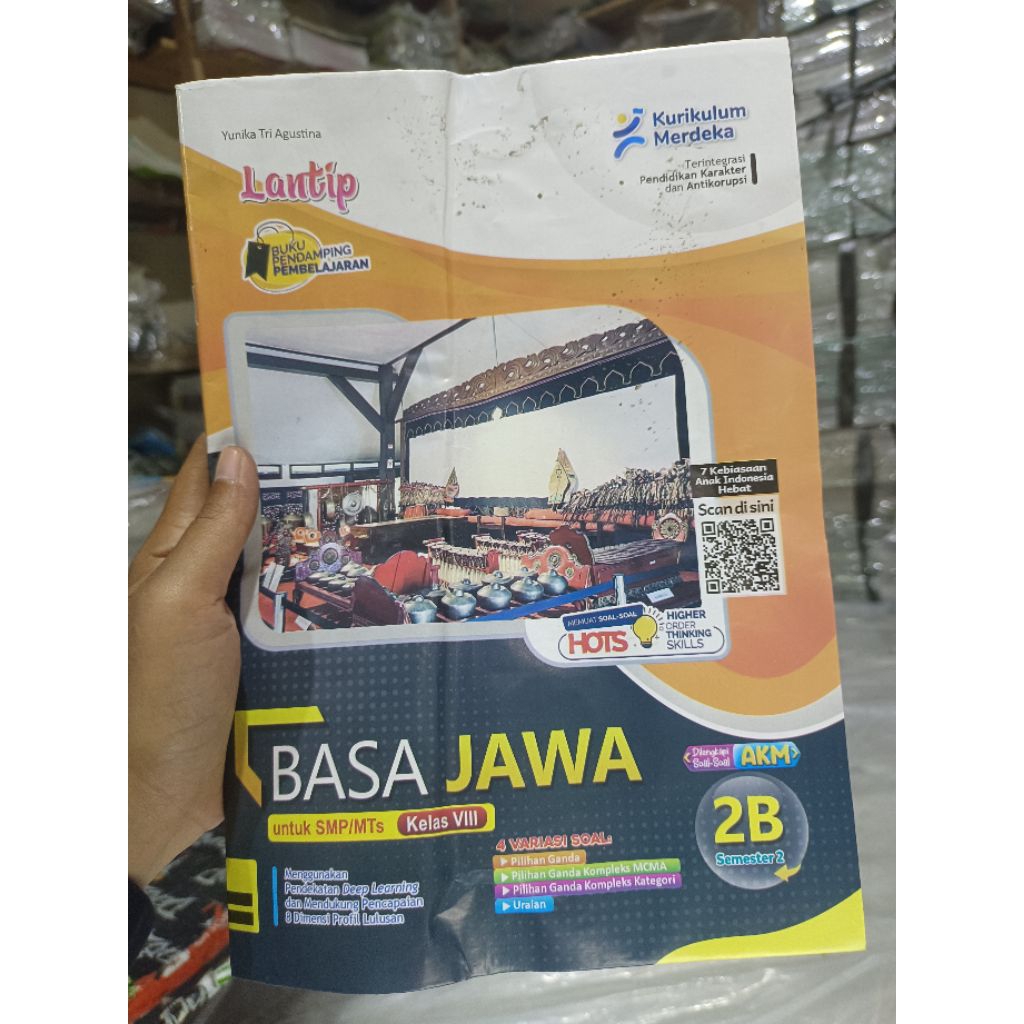 Yunika Tri Agustina
Lantip
BUKU
PENDAMPING
PEMBELAJARAN
Kurikulum
Merdeka
Terintegrasi
Pendidikan Karakter
dan Antikorupsi
7 Kebiasaan
Anak Indonesia
Hebat
Scan di sini
MEMUAT SOAL-SOAL
HOTS
HIGHER
ORDER
THINKING
SKILLS
BASA JAWA
untuk SMP/MTs Kelas VIII
Dilengkapi
Soal-Soal
AKM
2B
Semester 2
4 VARIASI SOAL:
Pilihan Ganda
Pilihan Ganda Kompleks MCMA
Pilihan Ganda Kompleks Kategori
Uraian
Menggunakan
Pendekatan Deep Learning
dan Mendukung Pencapaian
8 Dimensi Profil Lulusan